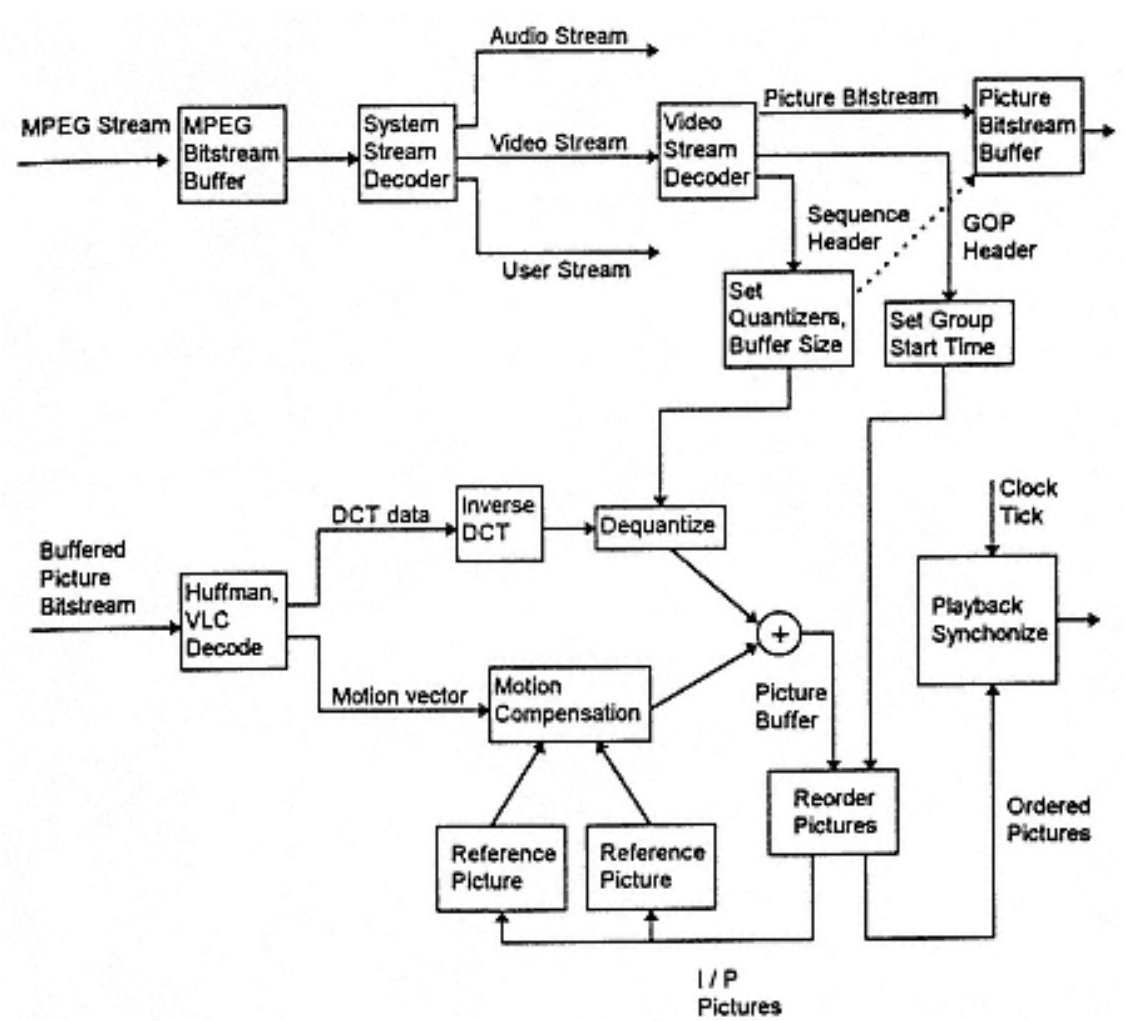 Audio Stream
MPEG Stream
MPEG
Bitstream
Buffer
System
Stream
Decoder
Video Stream
User Stream
Video
Stream
Decoder
Picture Bitstream
Picture
Bitstream
Buffer
Sequence
Header
GOP
Header
Set
Quantizers,
Buffer Size
Set Group
Start Time
Buffered
Picture
Bitstream
Huffman,
VLC
Decode
DCT data
Inverse
DCT
Dequantize
Clock
Tick
Playback
Synchonize
+
Motion vector
Motion
Compensation
Picture
Buffer
Reference
Picture
Reference
Picture
Reorder
Pictures
Ordered
Pictures
I / P
Pictures